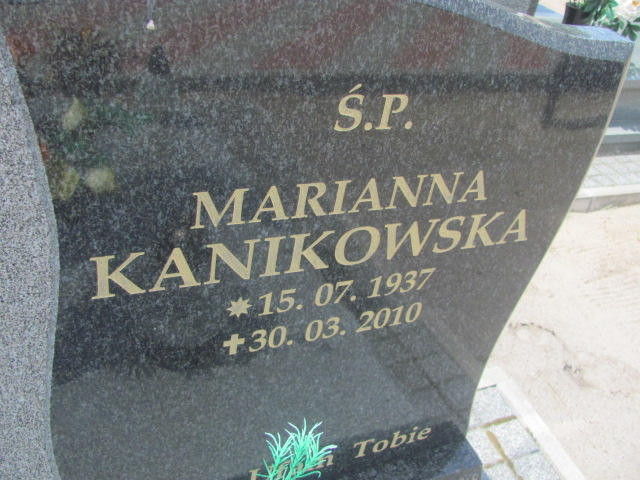 Ś.P.
MARIANNA
KANIKOWSKA
✷15. 07. 1937
✝30. 03. 2010
Tobie